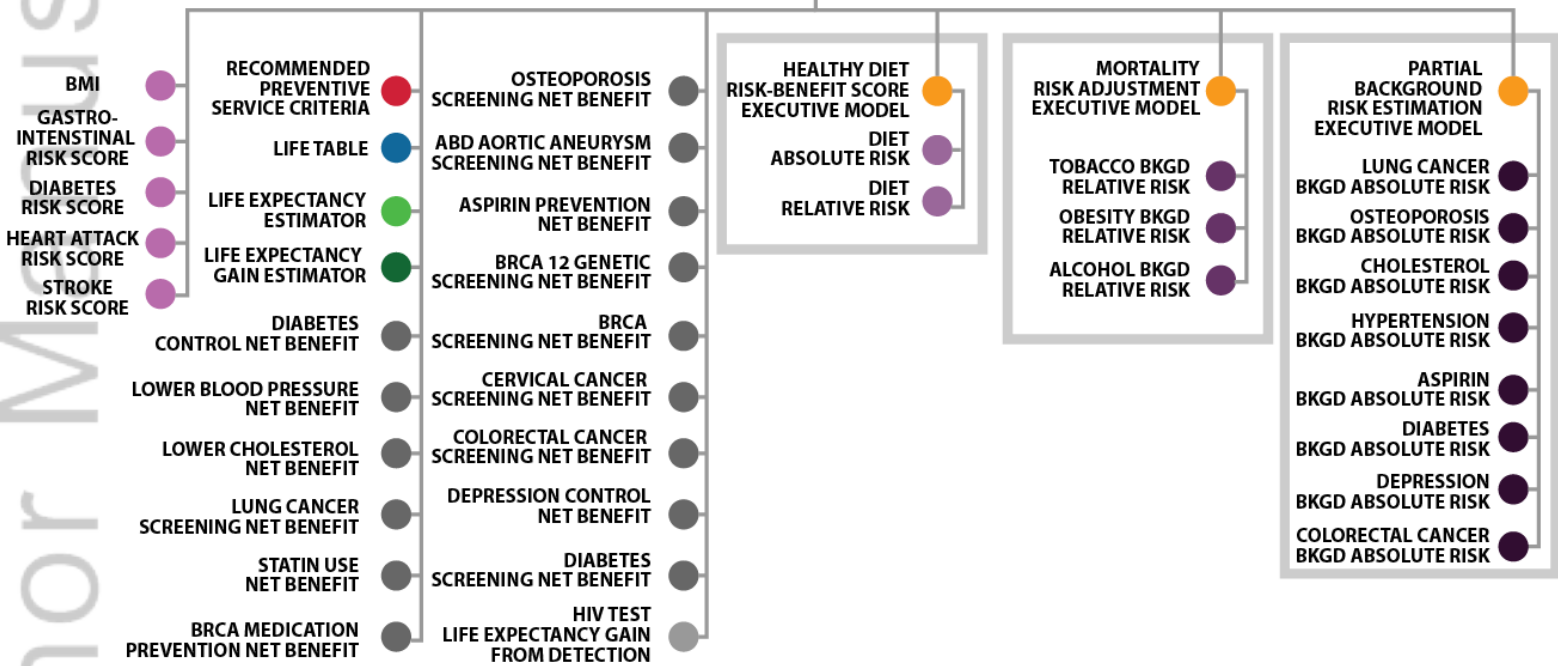 BMI
GASTRO-
INTENSTINAL
RISK SCORE
DIABETES
RISK SCORE
HEART ATTACK
RISK SCORE
STROKE
RISK SCORE
RECOMMENDED
PREVENTIVE
SERVICE CRITERIA
LIFE TABLE
LIFE EXPECTANCY
ESTIMATOR
LIFE EXPECTANCY
GAIN ESTIMATOR
DIABETES
CONTROL NET BENEFIT
LOWER BLOOD PRESSURE
NET BENEFIT
LOWER CHOLESTEROL
NET BENEFIT
LUNG CANCER
SCREENING NET BENEFIT
STATIN USE
NET BENEFIT
BRCA MEDICATION
PREVENTION NET BENEFIT
OSTEOPOROSIS
SCREENING NET BENEFIT
ABD AORTIC ANEURYSM
SCREENING NET BENEFIT
ASPIRIN PREVENTION
NET BENEFIT
BRCA 12 GENETIC
SCREENING NET BENEFIT
BRCA
SCREENING NET BENEFIT
CERVICAL CANCER
SCREENING NET BENEFIT
COLORECTAL CANCER
SCREENING NET BENEFIT
DEPRESSION CONTROL
NET BENEFIT
DIABETES
SCREENING NET BENEFIT
HIV TEST
LIFE EXPECTANCY GAIN
FROM DETECTION
HEALTHY DIET
RISK-BENEFIT SCORE
EXECUTIVE MODEL
DIET
ABSOLUTE RISK
DIET
RELATIVE RISK
MORTALITY
RISK ADJUSTMENT
EXECUTIVE MODEL
TOBACCO BKGD
RELATIVE RISK
OBESITY BKGD
RELATIVE RISK
ALCOHOL BKGD
RELATIVE RISK
PARTIAL
BACKGROUND
RISK ESTIMATION
EXECUTIVE MODEL
LUNG CANCER
BKGD ABSOLUTE RISK
OSTEOPOROSIS
BKGD ABSOLUTE RISK
CHOLESTEROL
BKGD ABSOLUTE RISK
HYPERTENSION
BKGD ABSOLUTE RISK
ASPIRIN
BKGD ABSOLUTE RISK
DIABETES
BKGD ABSOLUTE RISK
DEPRESSION
BKGD ABSOLUTE RISK
COLORECTAL CANCER
BKGD ABSOLUTE RISK